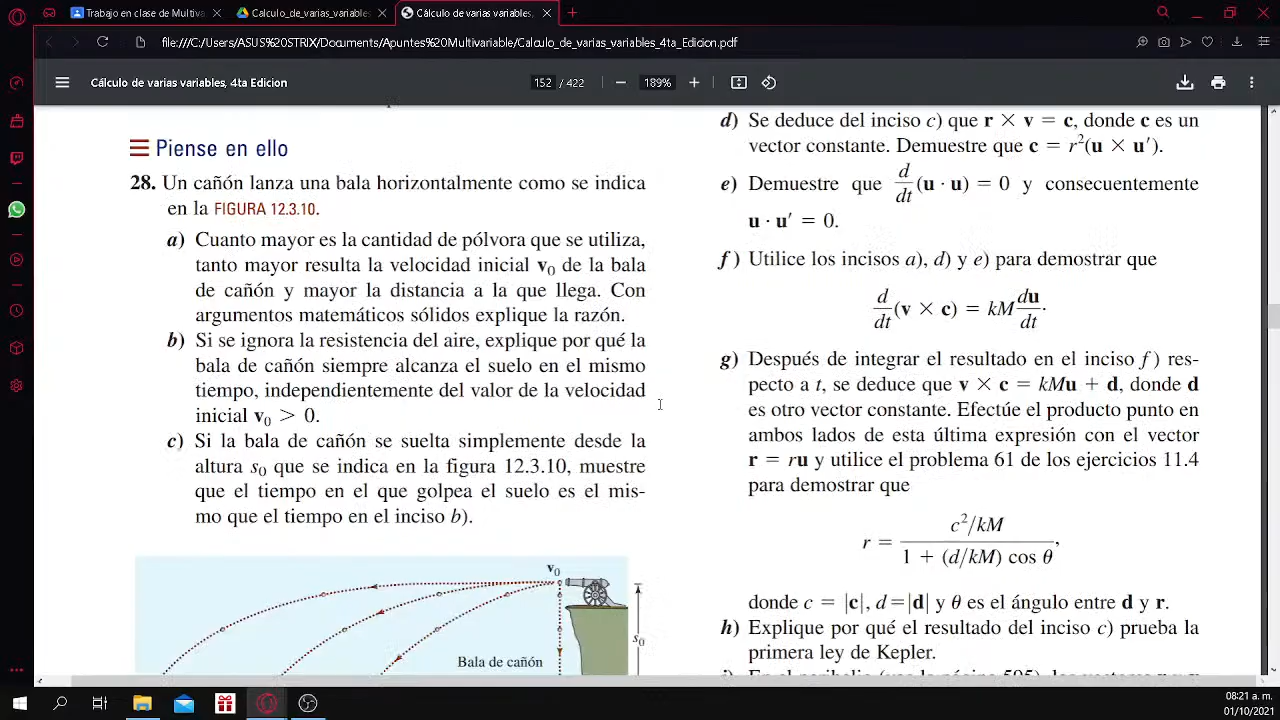 Trabajo en clase de Multiva
Calculo_de_varias_variables
Cálculo de varias variables,
file:///C:/Users/ASUS%20STRIX/Documents/Apuntes%20Multivariable/Calculo_de_varias_variables_4ta_Edicion.pdf
Cálculo de varias variables, 4ta Edicion
152 / 422
189%
Piense en ello
28. Un cañón lanza una bala horizontalmente como se indica
en la FIGURA 12.3.10.
a) Cuanto mayor es la cantidad de pólvora que se utiliza,
tanto mayor resulta la velocidad inicial v₀ de la bala
de cañón y mayor la distancia a la que llega. Con
argumentos matemáticos sólidos explique la razón.
b) Si se ignora la resistencia del aire, explique por qué la
bala de cañón siempre alcanza el suelo en el mismo
tiempo, independientemente del valor de la velocidad
inicial v₀ > 0.
c) Si la bala de cañón se suelta simplemente desde la
altura s₀ que se indica en la figura 12.3.10, muestre
que el tiempo en el que golpea el suelo es el mis-
mo que el tiempo en el inciso b).
v₀
s₀
Bala de cañón
d) Se deduce del inciso c) que r × v = c, donde c es un
vector constante. Demuestre que c = r²(u × u′).
e) Demuestre que d/dt (u · u) = 0 y consecuentemente
u · u′ = 0.
f) Utilice los incisos a), d) y e) para demostrar que
d/dt (v × c) = kM du/dt.
g) Después de integrar el resultado en el inciso f) res-
pecto a t, se deduce que v × c = kMu + d, donde d
es otro vector constante. Efectúe el producto punto en
ambos lados de esta última expresión con el vector
r = ru y utilice el problema 61 de los ejercicios 11.4
para demostrar que
r = c²/kM / 1 + (d/kM) cos θ,
donde c = |c|, d = |d| y θ es el ángulo entre d y r.
h) Explique por qué el resultado del inciso c) prueba la
primera ley de Kepler.
08:21 a. m.
01/10/2021